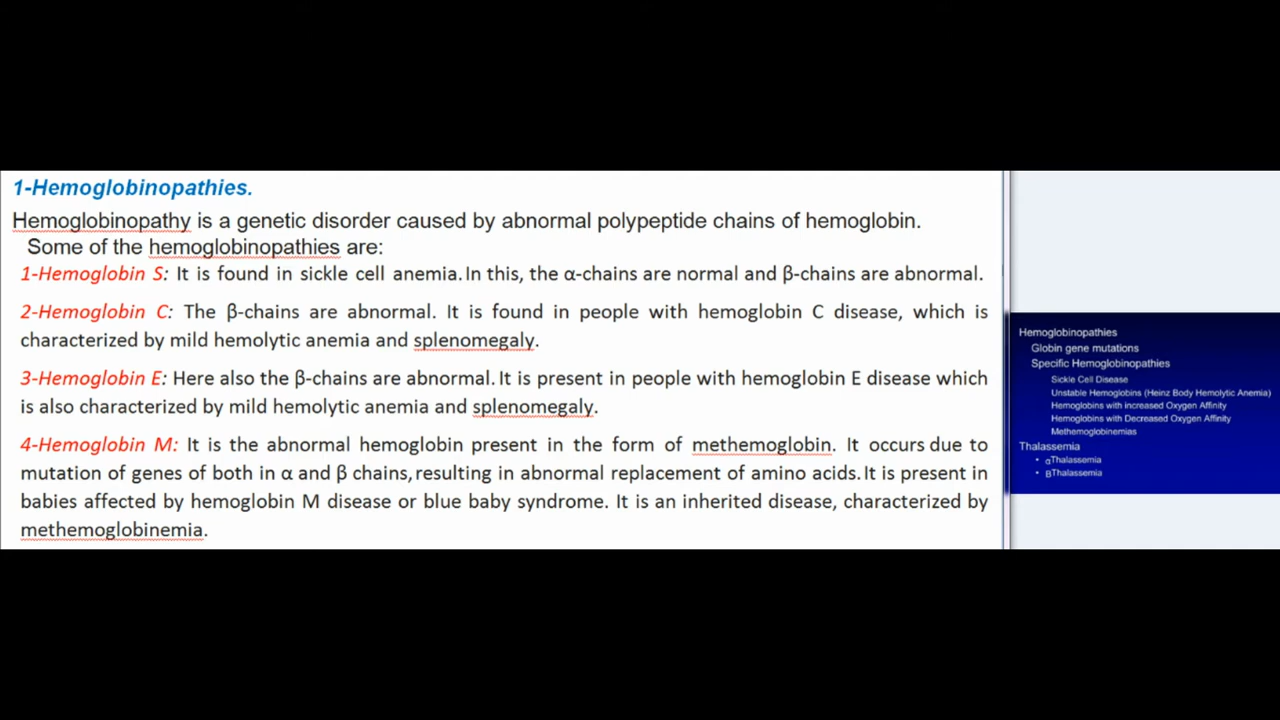 1-Hemoglobinopathies.
Hemoglobinopathy is a genetic disorder caused by abnormal polypeptide chains of hemoglobin.
Some of the hemoglobinopathies are:
1-Hemoglobin S: It is found in sickle cell anemia. In this, the α-chains are normal and β-chains are abnormal.
2-Hemoglobin C: The β-chains are abnormal. It is found in people with hemoglobin C disease, which is
characterized by mild hemolytic anemia and splenomegaly.
3-Hemoglobin E: Here also the β-chains are abnormal. It is present in people with hemoglobin E disease which
is also characterized by mild hemolytic anemia and splenomegaly.
4-Hemoglobin M: It is the abnormal hemoglobin present in the form of methemoglobin. It occurs due to
mutation of genes of both in α and β chains, resulting in abnormal replacement of amino acids. It is present in
babies affected by hemoglobin M disease or blue baby syndrome. It is an inherited disease, characterized by
methemoglobinemia.
Hemoglobinopathies
Globin gene mutations
Specific Hemoglobinopathies
Sickle Cell Disease
Unstable Hemoglobins (Heinz Body Hemolytic Anemia)
Hemoglobins with increased Oxygen Affinity
Hemoglobins with Decreased Oxygen Affinity
Methemoglobinemias
Thalassemia
• αThalassemia
• βThalassemia